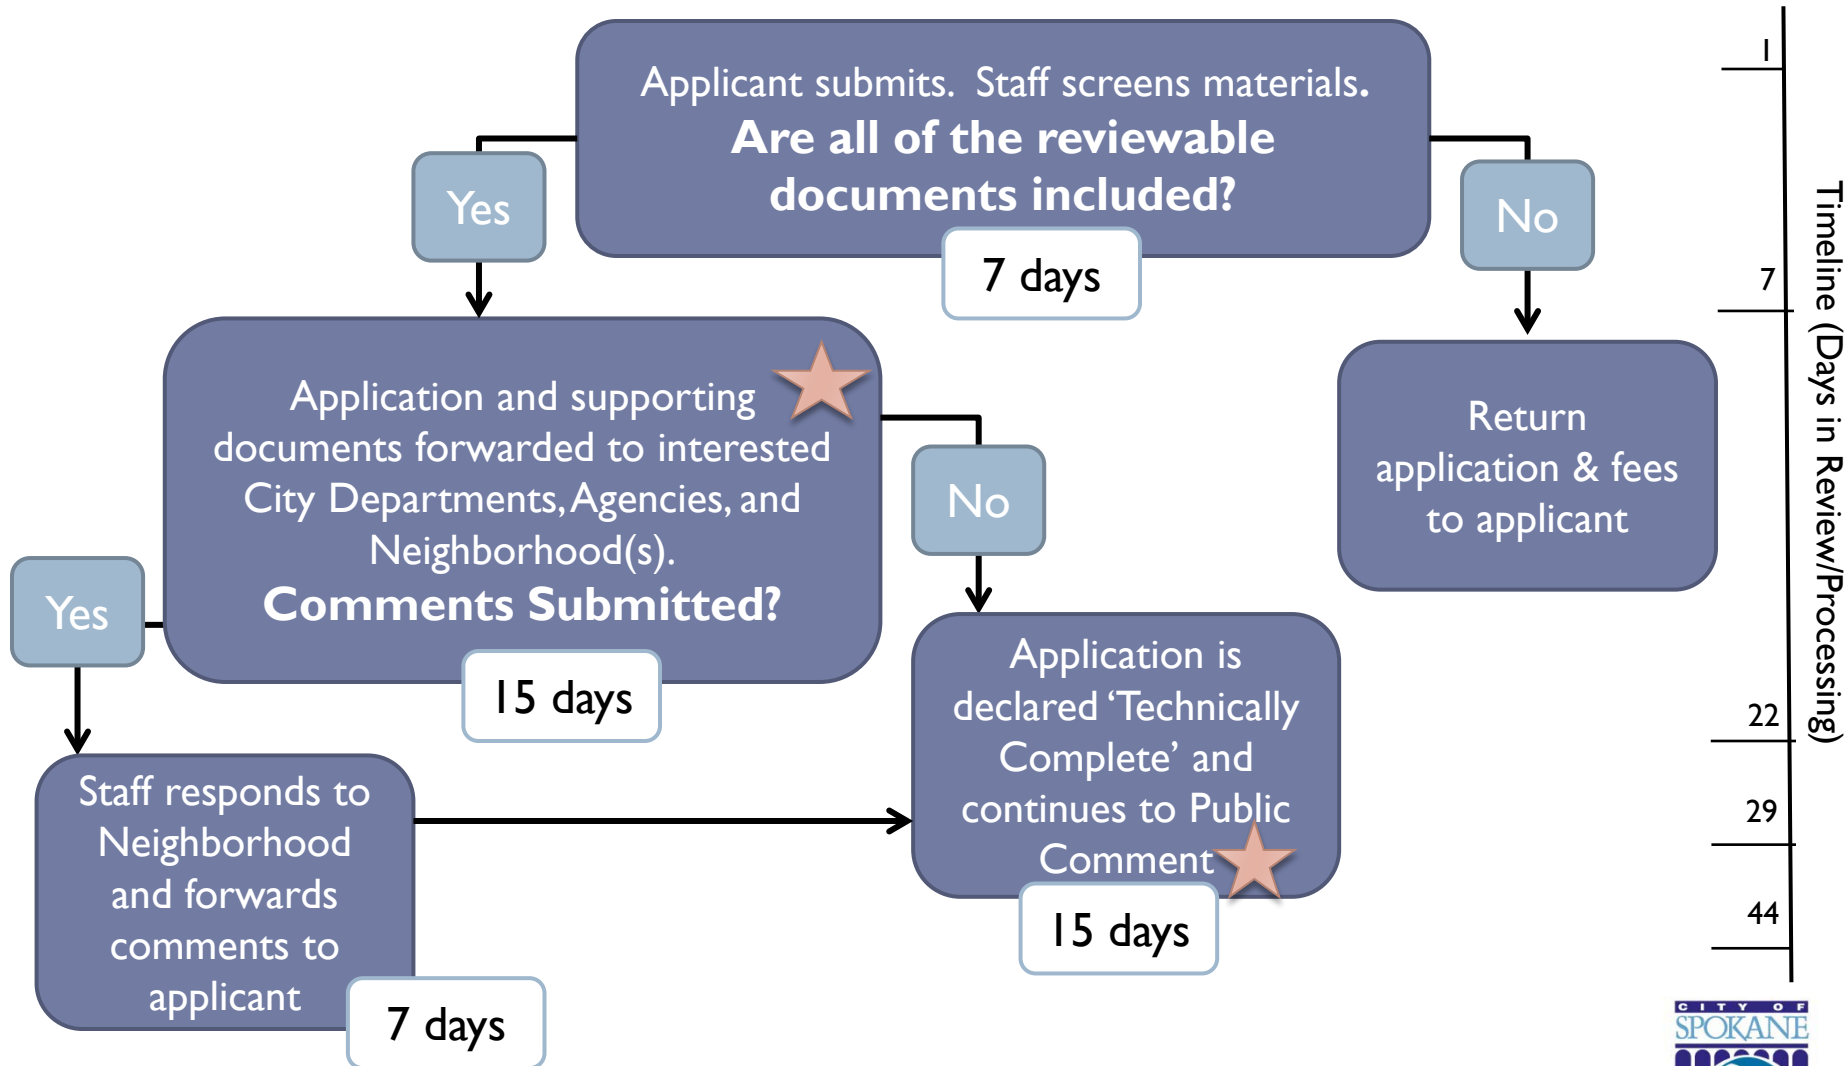 Applicant submits. Staff screens materials.
Are all of the reviewable
documents included?
7 days
Yes
No
Application and supporting
documents forwarded to interested
City Departments, Agencies, and
Neighborhood(s).
Comments Submitted?
15 days
Return
application & fees
to applicant
Yes
No
Staff responds to
Neighborhood
and forwards
comments to
applicant
7 days
Application is
declared ‘Technically
Complete’ and
continues to Public
Comment
15 days
1
7
22
29
44
Timeline (Days in Review/Processing)
CITY OF
SPOKANE